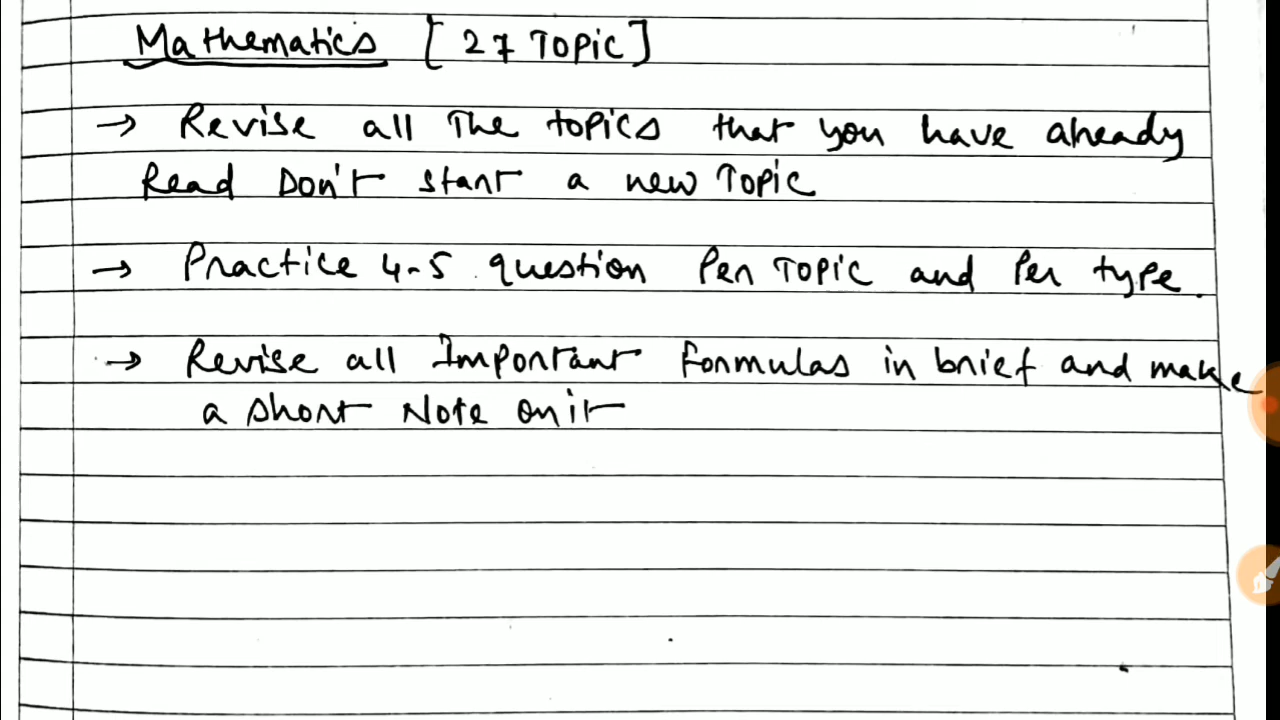 Mathematics [27 Topic]
→ Revise all The topics that you have already
Read Don't start a new Topic
→ Practice 4-5 question Per Topic and Per type.
→ Revise all Important formulas in brief and make
a short Note on it